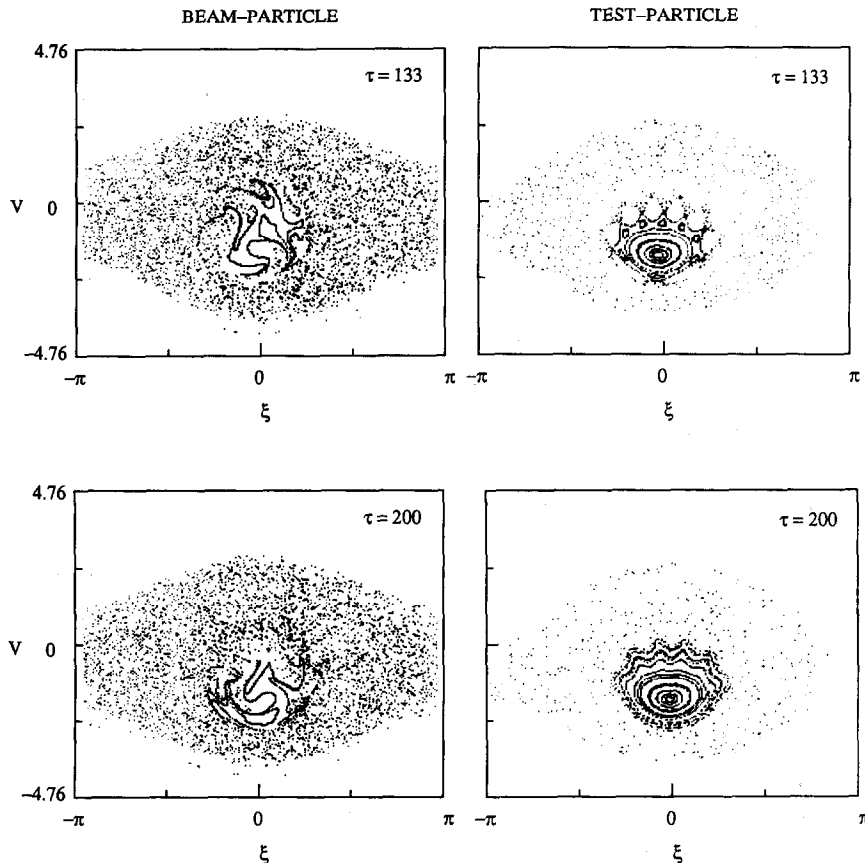 BEAM–PARTICLE
TEST–PARTICLE
4.76
τ = 133
τ = 133
V
0
–4.76
–π
0
π
–π
0
π
ξ
ξ
4.76
τ = 200
τ = 200
V
0
–4.76
–π
0
π
–π
0
π
ξ
ξ